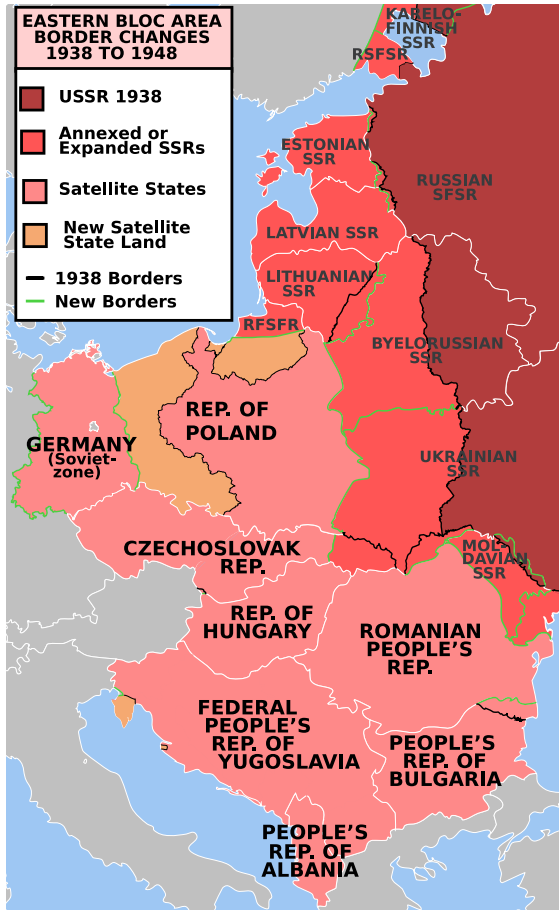 EASTERN BLOC AREA
BORDER CHANGES
1938 TO 1948
USSR 1938
Annexed or
Expanded SSRs
Satellite States
New Satellite
State Land
1938 Borders
New Borders
KARELO-
FINNISH
SSR
RSFSR
ESTONIAN
SSR
RUSSIAN
SFSR
LATVIAN SSR
LITHUANIAN
SSR
RFSFR
BYELORUSSIAN
SSR
REP. OF
POLAND
GERMANY
(Soviet-
zone)
UKRAINIAN
SSR
CZECHOSLOVAK
REP.
MOL
DAVIAN
SSR
REP. OF
HUNGARY
ROMANIAN
PEOPLE'S
REP.
FEDERAL
PEOPLE'S
REP. OF
YUGOSLAVIA
PEOPLE'S
REP. OF
BULGARIA
PEOPLE'S
REP. OF
ALBANIA